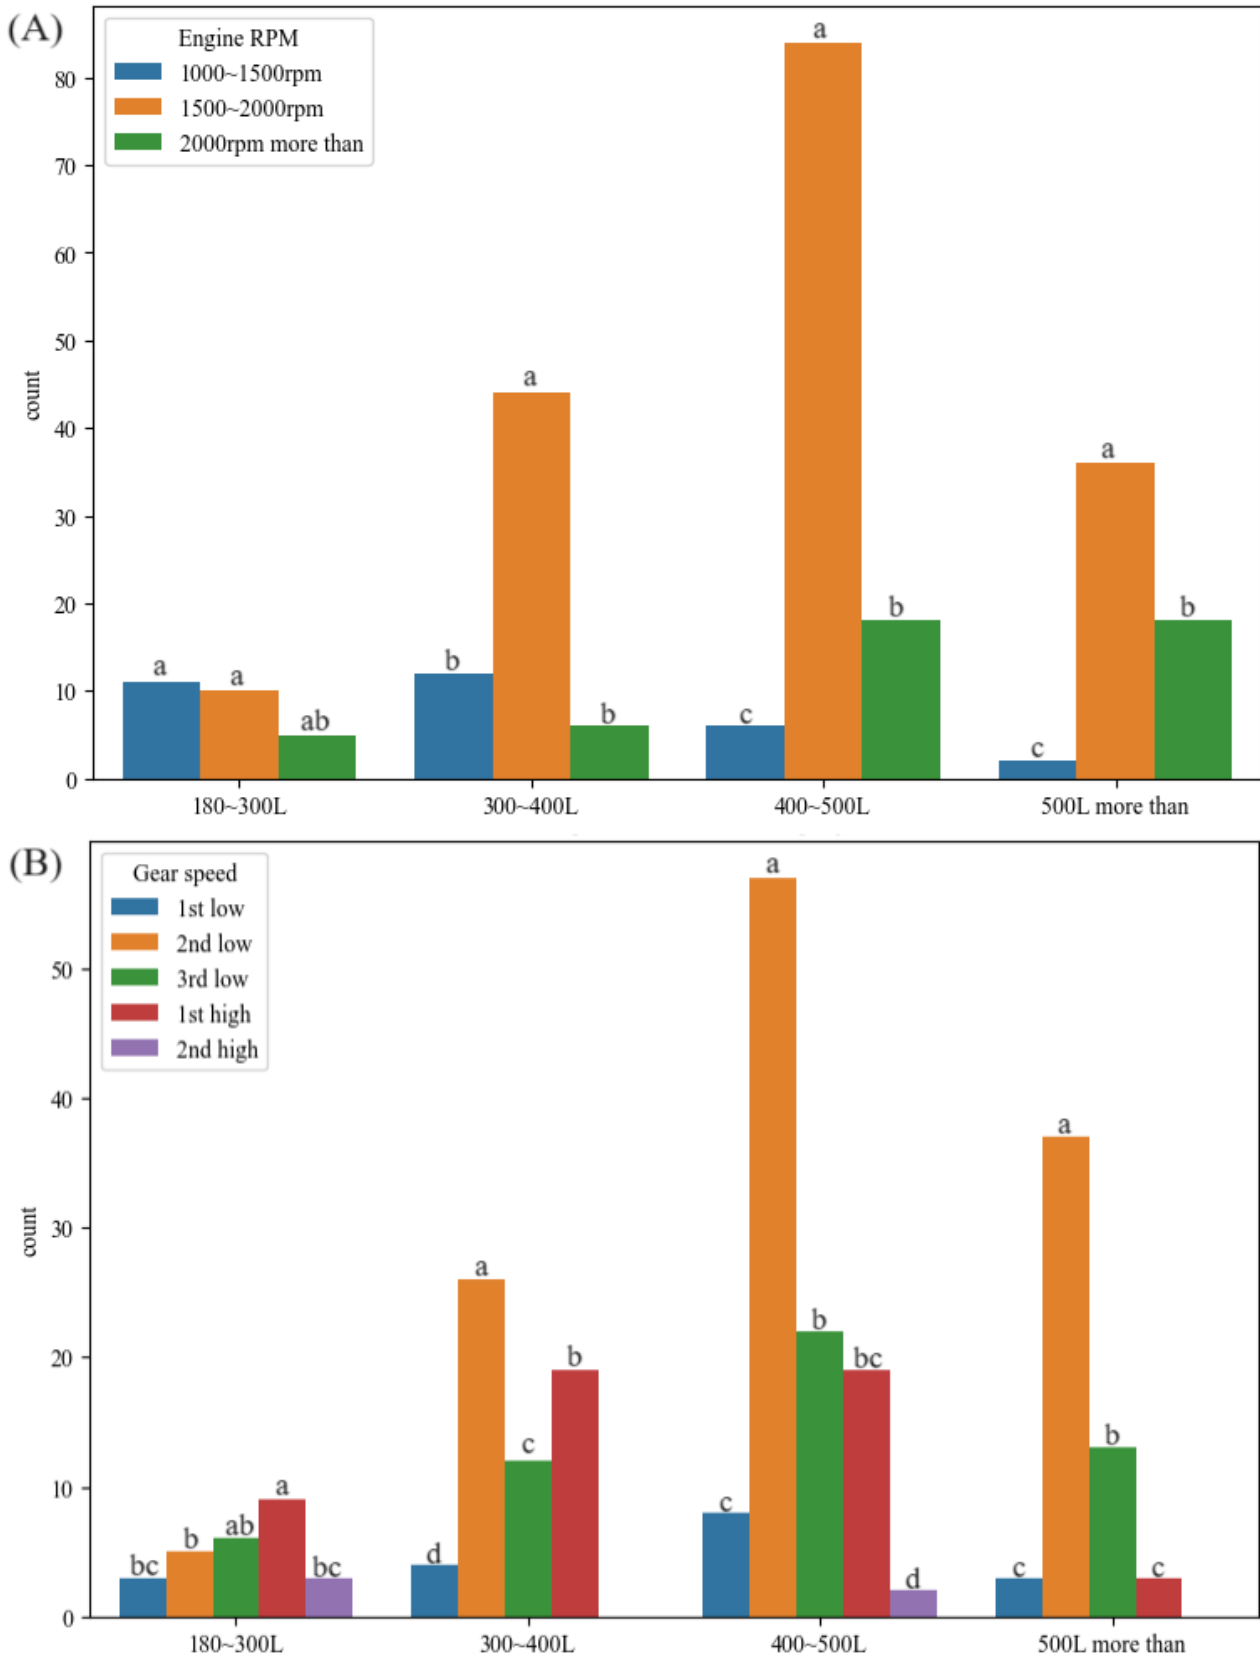 (A)
Engine RPM
1000~1500rpm
1500~2000rpm
2000rpm more than
a
80
70
60
50
a
40
a
30
20
b
b
b
a
a
10
ab
b
c
c
0
count
180~300L
300~400L
400~500L
500L more than
(B)
Gear speed
1st low
2nd low
3rd low
1st high
2nd high
a
50
40
a
30
a
b
b
bc
20
c
b
a
10
ab
b
bc
bc
d
c
d
c
c
0
count
180~300L
300~400L
400~500L
500L more than